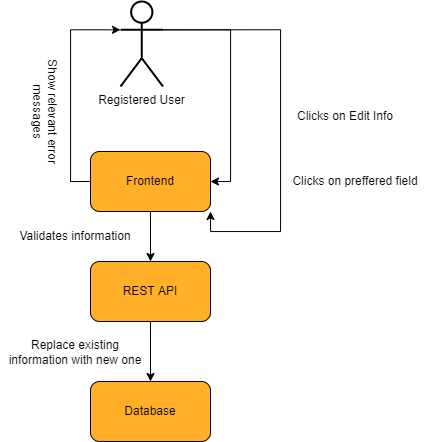 Show relevant error
messages
Registered User
Clicks on Edit Info
Frontend
Clicks on preffered field
Validates information
REST API
Replace existing
information with new one
Database